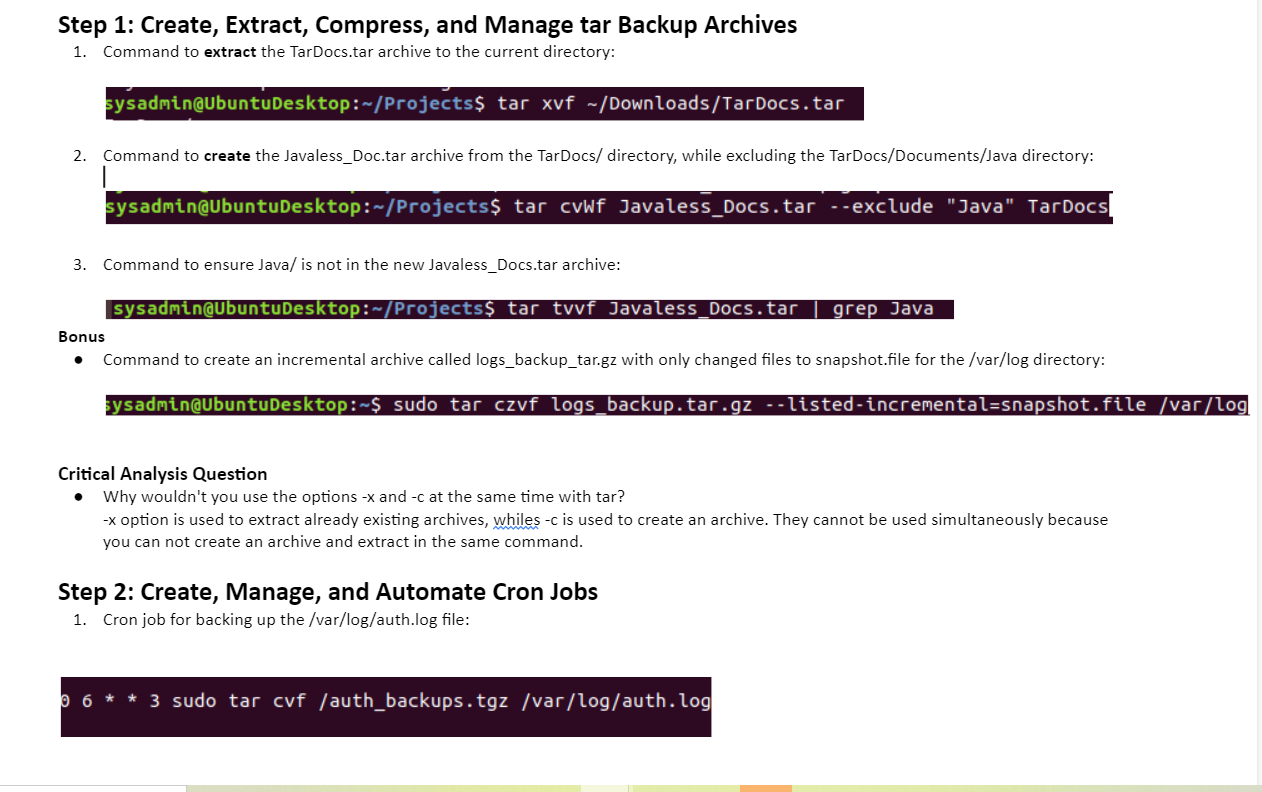 Step 1: Create, Extract, Compress, and Manage tar Backup Archives
1. Command to extract the TarDocs.tar archive to the current directory:
sysadmin@UbuntuDesktop:~/Projects$ tar xvf ~/Downloads/TarDocs.tar
2. Command to create the Javaless_Doc.tar archive from the TarDocs/ directory, while excluding the TarDocs/Documents/Java directory:
sysadmin@UbuntuDesktop:~/Projects$ tar cvWf Javaless_Docs.tar --exclude "Java" TarDocs
3. Command to ensure Java/ is not in the new Javaless_Docs.tar archive:
sysadmin@UbuntuDesktop:~/Projects$ tar tvvf Javaless_Docs.tar | grep Java
Bonus
● Command to create an incremental archive called logs_backup_tar.gz with only changed files to snapshot.file for the /var/log directory:
sysadmin@UbuntuDesktop:~$ sudo tar czvf logs_backup.tar.gz --listed-incremental=snapshot.file /var/log
Critical Analysis Question
● Why wouldn't you use the options -x and -c at the same time with tar?
-x option is used to extract already existing archives, whiles -c is used to create an archive. They cannot be used simultaneously because
you can not create an archive and extract in the same command.
Step 2: Create, Manage, and Automate Cron Jobs
1. Cron job for backing up the /var/log/auth.log file:
0 6 * * 3 sudo tar cvf /auth_backups.tgz /var/log/auth.log